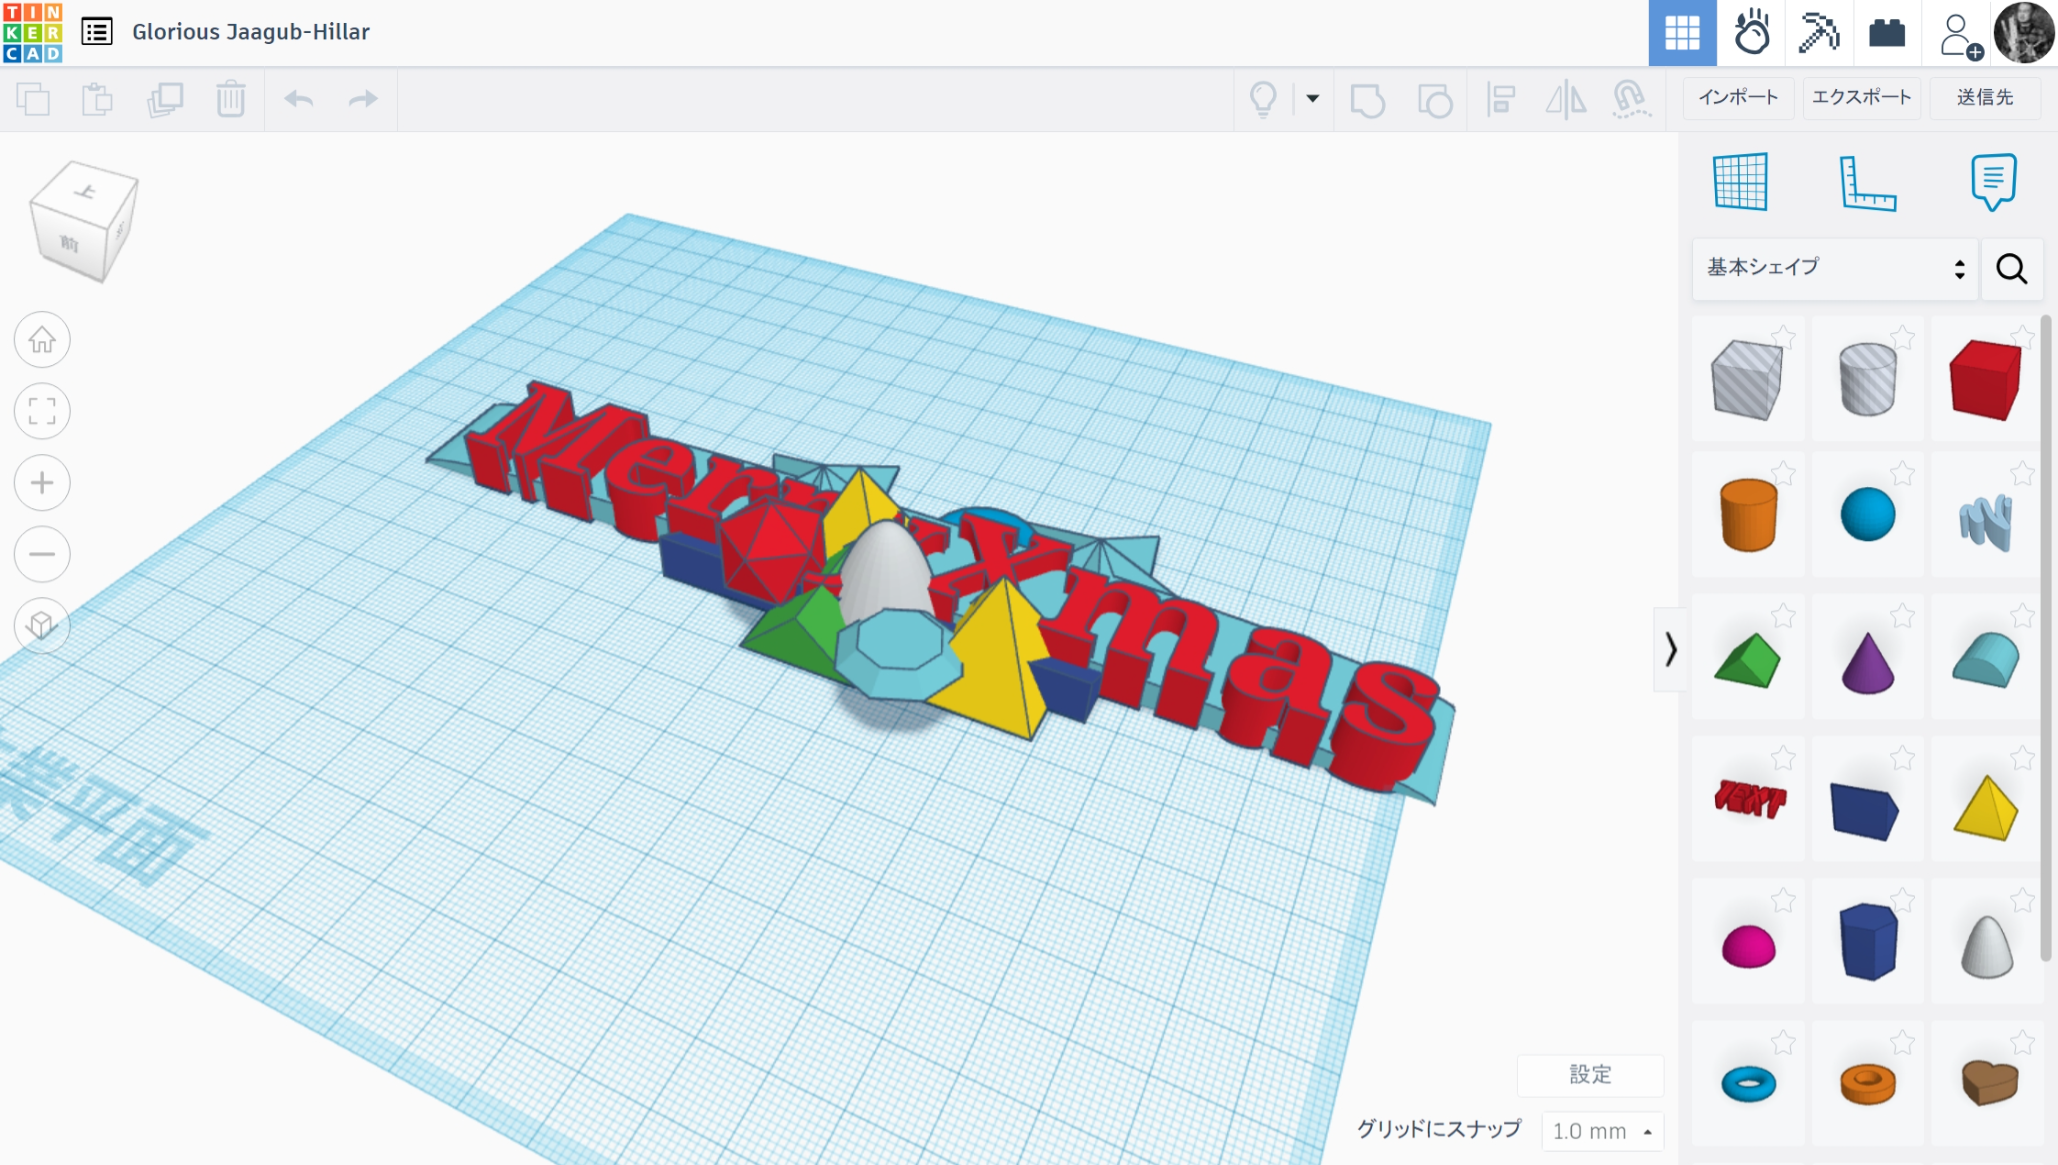 TIN
KER
CAD
Glorious Jaagub-Hillar
インポート
エクスポート
送信先
上
前
基本シェイプ
Merry Xmas
TEXT
業平面
設定
グリッドにスナップ
1.0 mm